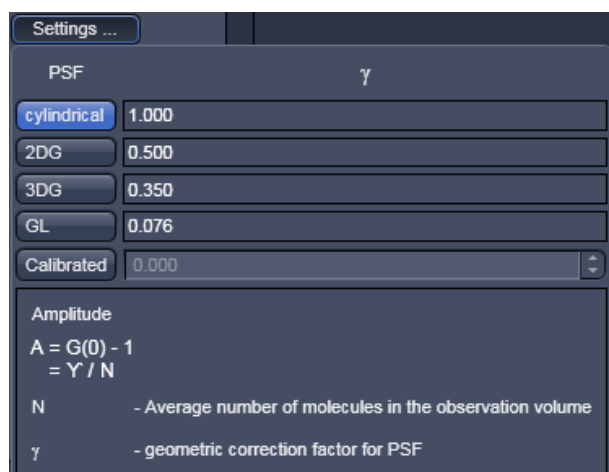 Settings ...
PSF γ
cylindrical 1.000
2DG 0.500
3DG 0.350
GL 0.076
Calibrated 0.000
Amplitude
A = G(0) - 1
= ϒ / N
N - Average number of molecules in the observation volume
γ - geometric correction factor for PSF